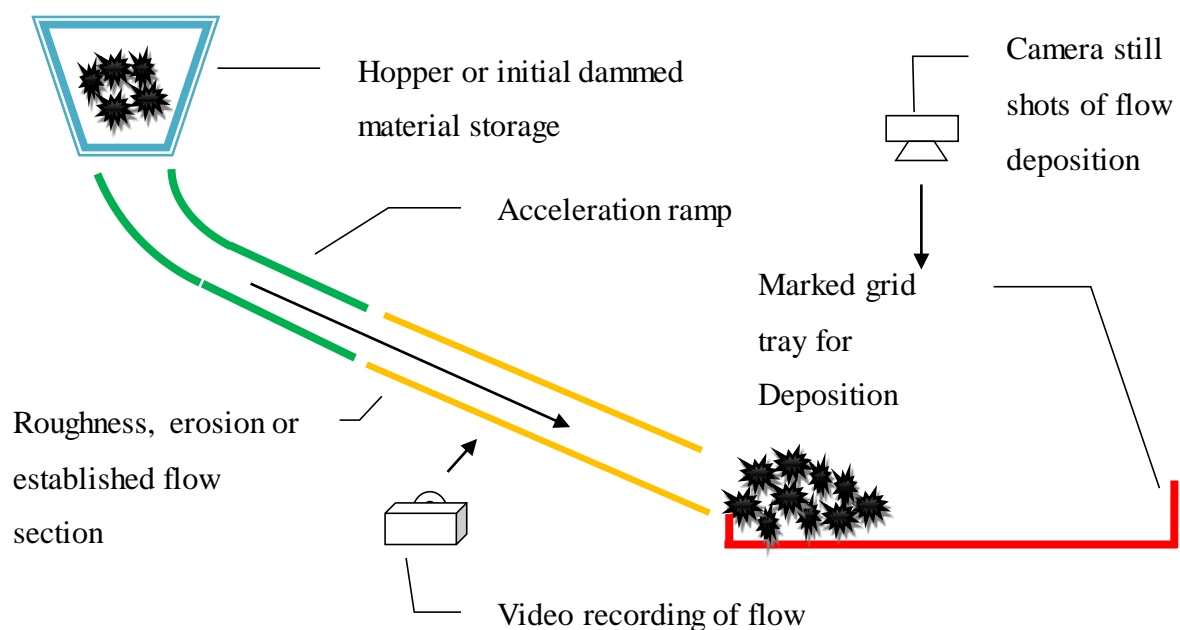 Hopper or initial dammed
material storage
Camera still
shots of flow
deposition
Acceleration ramp
Marked grid
tray for
Deposition
Roughness, erosion or
established flow
section
Video recording of flow